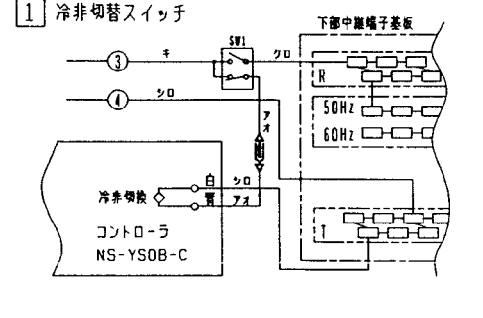 1 冷非切替スイッチ
下部中継端子基板
SW1
3 キ クロ
R
4 シロ
50Hz
60Hz
アオ
冷非切換
白 シロ
青 アオ
コントローラ
NS-YSOB-C
T